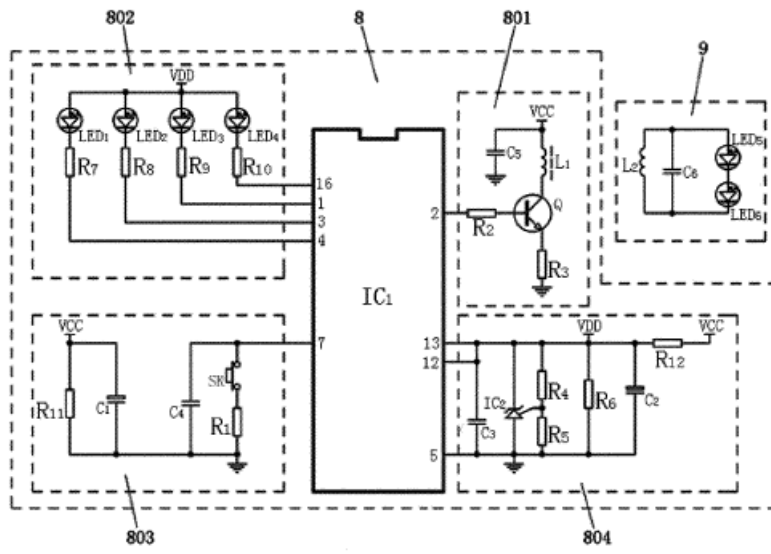 802
8
801
9
VDD
VCC
LED1
LED2
LED3
LED4
C5
L1
L2
C6
LED5
LED6
R7
R8
R9
R10
16
1
3
4
2
R2
Q
R3
IC1
VCC
7
SK
R11
C1
C4
R1
13
12
5
VDD
VCC
R12
IC2
R4
R5
R6
C2
C3
803
804